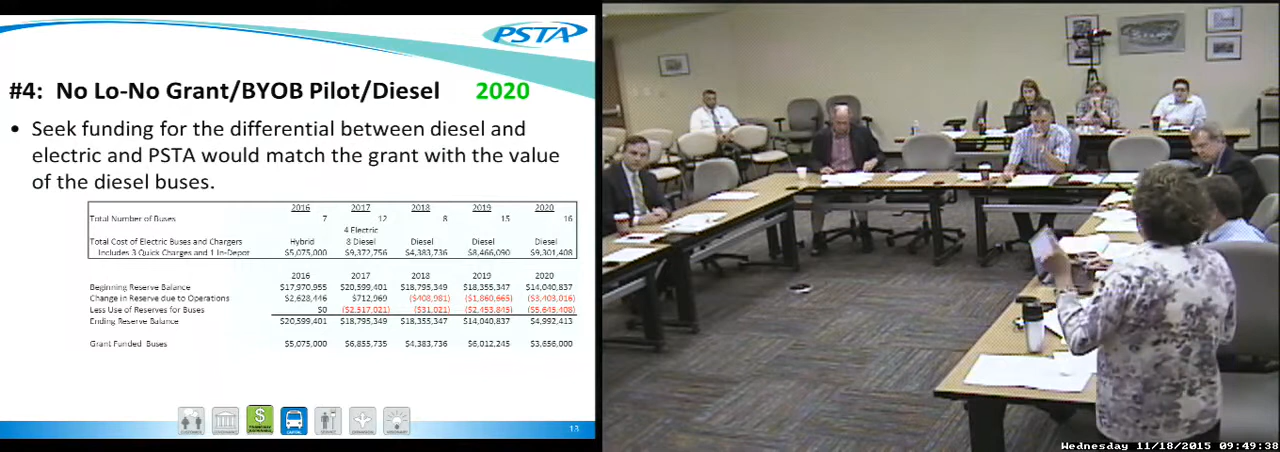 PSTA
#4: No Lo-No Grant/BYOB Pilot/Diesel 2020
• Seek funding for the differential between diesel and
electric and PSTA would match the grant with the value
of the diesel buses.
2016 2017 2018 2019 2020
Total Number of Buses 7 12 8 15 16
4 Electric
Total Cost of Electric Buses and Chargers Hybrid 8 Diesel Diesel Diesel Diesel
Includes 3 Quick Charges and 1 In-Depot $5,075,000 $9,372,756 $4,383,736 $8,466,090 $9,301,408
2016 2017 2018 2019 2020
Beginning Reserve Balance $17,970,955 $20,599,401 $18,795,349 $18,355,347 $14,040,837
Change in Reserve due to Operations $2,628,446 $712,969 ($408,981) ($1,860,665) ($3,403,016)
Less Use of Reserves for Buses $0 ($2,517,021) ($31,021) ($2,453,845) ($5,645,408)
Ending Reserve Balance $20,599,401 $18,795,349 $18,355,347 $14,040,837 $4,992,413
Grant Funded Buses $5,075,000 $6,855,735 $4,383,736 $6,012,245 $3,656,000
13
Wednesday 11/18/2015 09:49:38